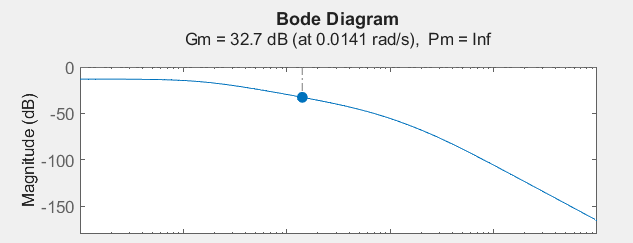 Bode Diagram
Gm = 32.7 dB (at 0.0141 rad/s),  Pm = Inf
Magnitude (dB)
0
-50
-100
-150